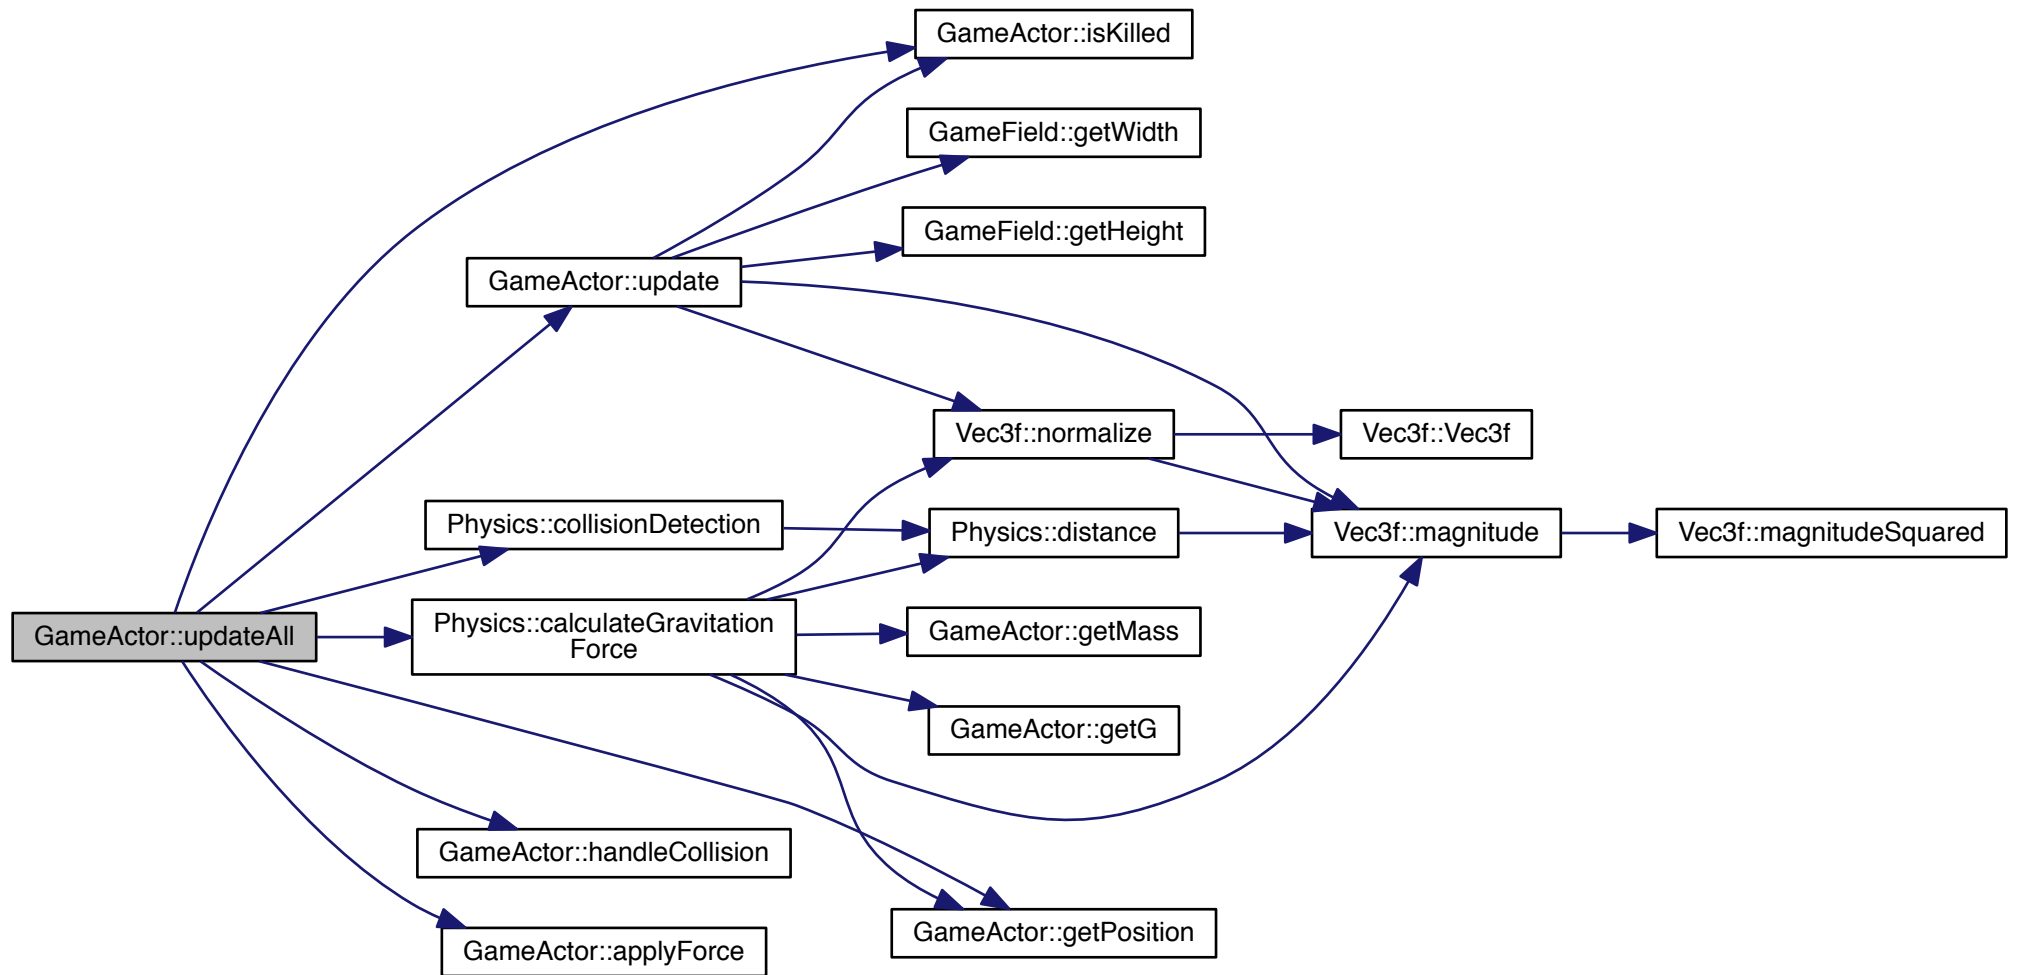 GameActor::isKilled
GameField::getWidth
GameField::getHeight
GameActor::update
Vec3f::normalize
Vec3f::Vec3f
Physics::collisionDetection
Physics::distance
Vec3f::magnitude
Vec3f::magnitudeSquared
GameActor::updateAll
Physics::calculateGravitation
Force
GameActor::getMass
GameActor::getG
GameActor::handleCollision
GameActor::getPosition
GameActor::applyForce